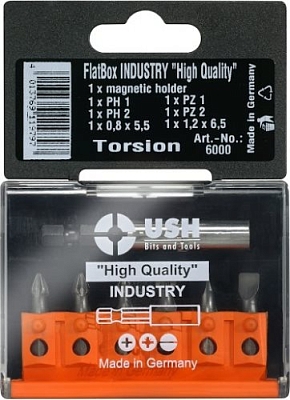 FlatBox INDUSTRY "High Quality"
1 x magnetic holder
1 x PH 1 1 x PZ 1
1 x PH 2 1 x PZ 2
1 x 0,8 x 5,5 1 x 1,2 x 6,5
Art.-No.:
Torsion 6000
Made in Germany
USH
Bits and Tools
"High Quality"
INDUSTRY
Made in Germany